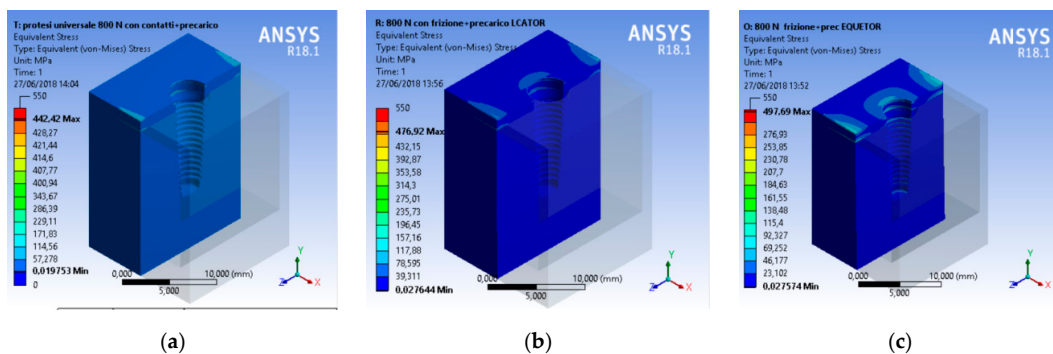 T: protesi universale 800 N con contatti+precarico
Equivalent Stress
Type: Equivalent (von-Mises) Stress
Unit: MPa
Time: 1
27/06/2018 14:04
ANSYS
R18.1
550
442,42 Max
428,27
421,44
414,6
407,77
400,94
343,67
286,39
229,11
171,83
114,56
57,278
0,019753 Min
0
0,000
10,000 (mm)
5,000
Y
Z
X
(a)
R: 800 N con frizione+precarico LCATOR
Equivalent Stress
Type: Equivalent (von-Mises) Stress
Unit: MPa
Time: 1
27/06/2018 13:56
ANSYS
R18.1
550
476,92 Max
432,15
392,87
353,58
314,3
275,01
235,73
196,45
157,16
117,88
78,595
39,311
0,027644 Min
0,000
10,000 (mm)
5,000
Y
Z
X
(b)
O: 800 N frizione+prec EQUETOR
Equivalent Stress
Type: Equivalent (von-Mises) Stress
Unit: MPa
Time: 1
27/06/2018 13:52
ANSYS
R18.1
550
497,69 Max
276,93
253,85
230,78
207,7
184,63
161,55
138,48
115,4
92,327
69,252
46,177
23,102
0,027574 Min
0,000
10,000 (mm)
5,000
Y
Z
X
(c)